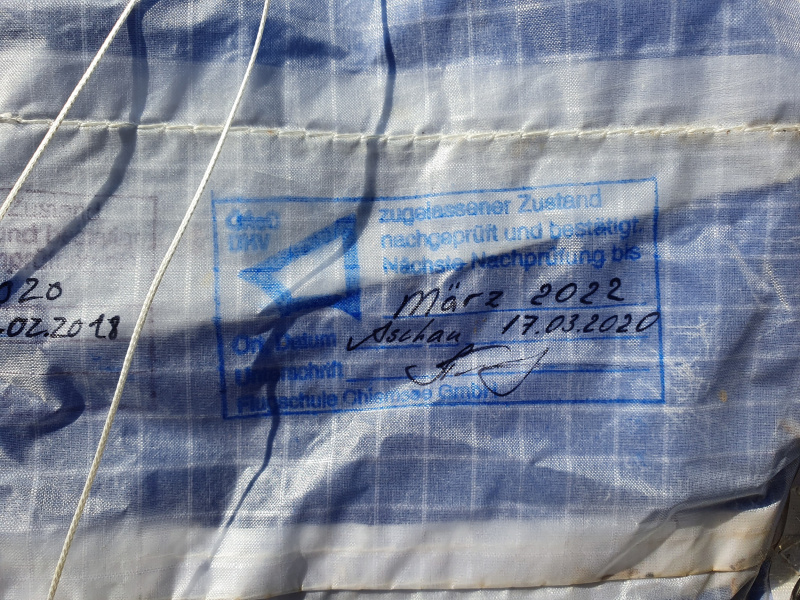 Zustand
020
.02.2018
DHV
zugelassener Zustand
nachgeprüft und bestätigt.
Nächste Nachprüfung bis
März 2022
Ort, Datum Aschau 17.03.2020
Unterschrift
Flugschule Chiemsee GmbH